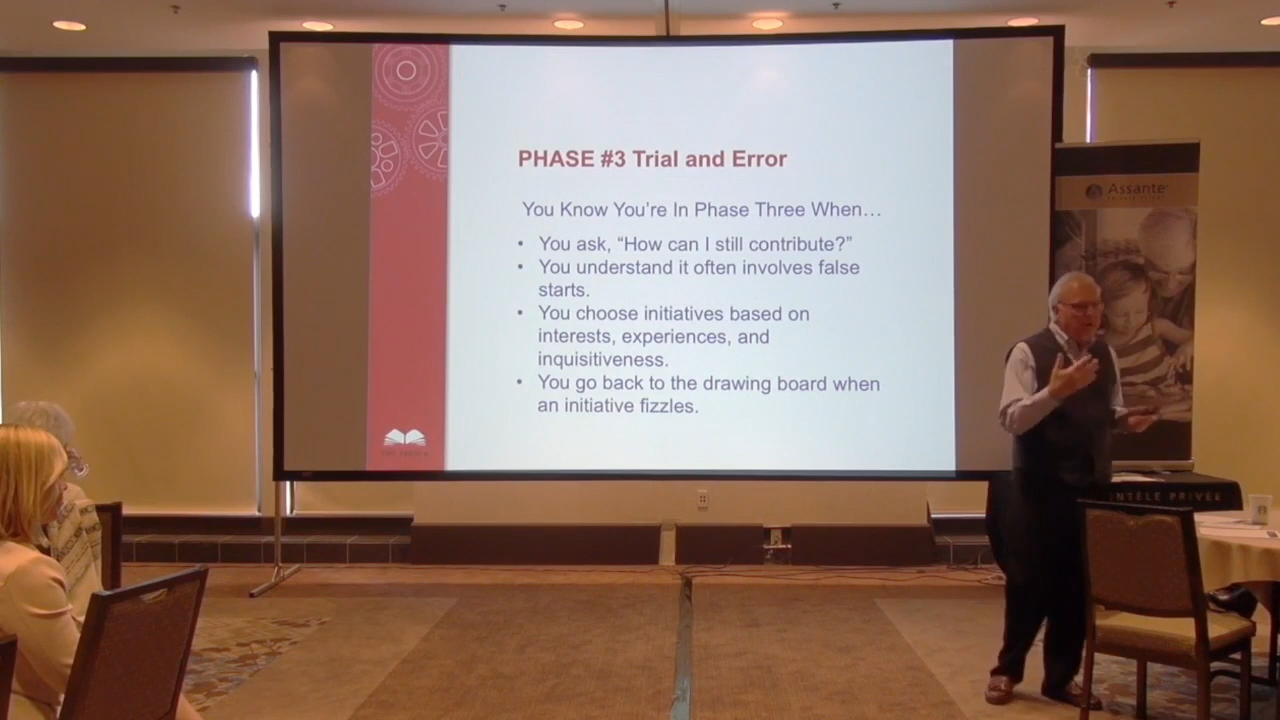 PHASE #3 Trial and Error
You Know You're In Phase Three When…
• You ask, “How can I still contribute?”
• You understand it often involves false
starts.
• You choose initiatives based on
interests, experiences, and
inquisitiveness.
• You go back to the drawing board when
an initiative fizzles.
Assante
NTÈLE PRIVÉE